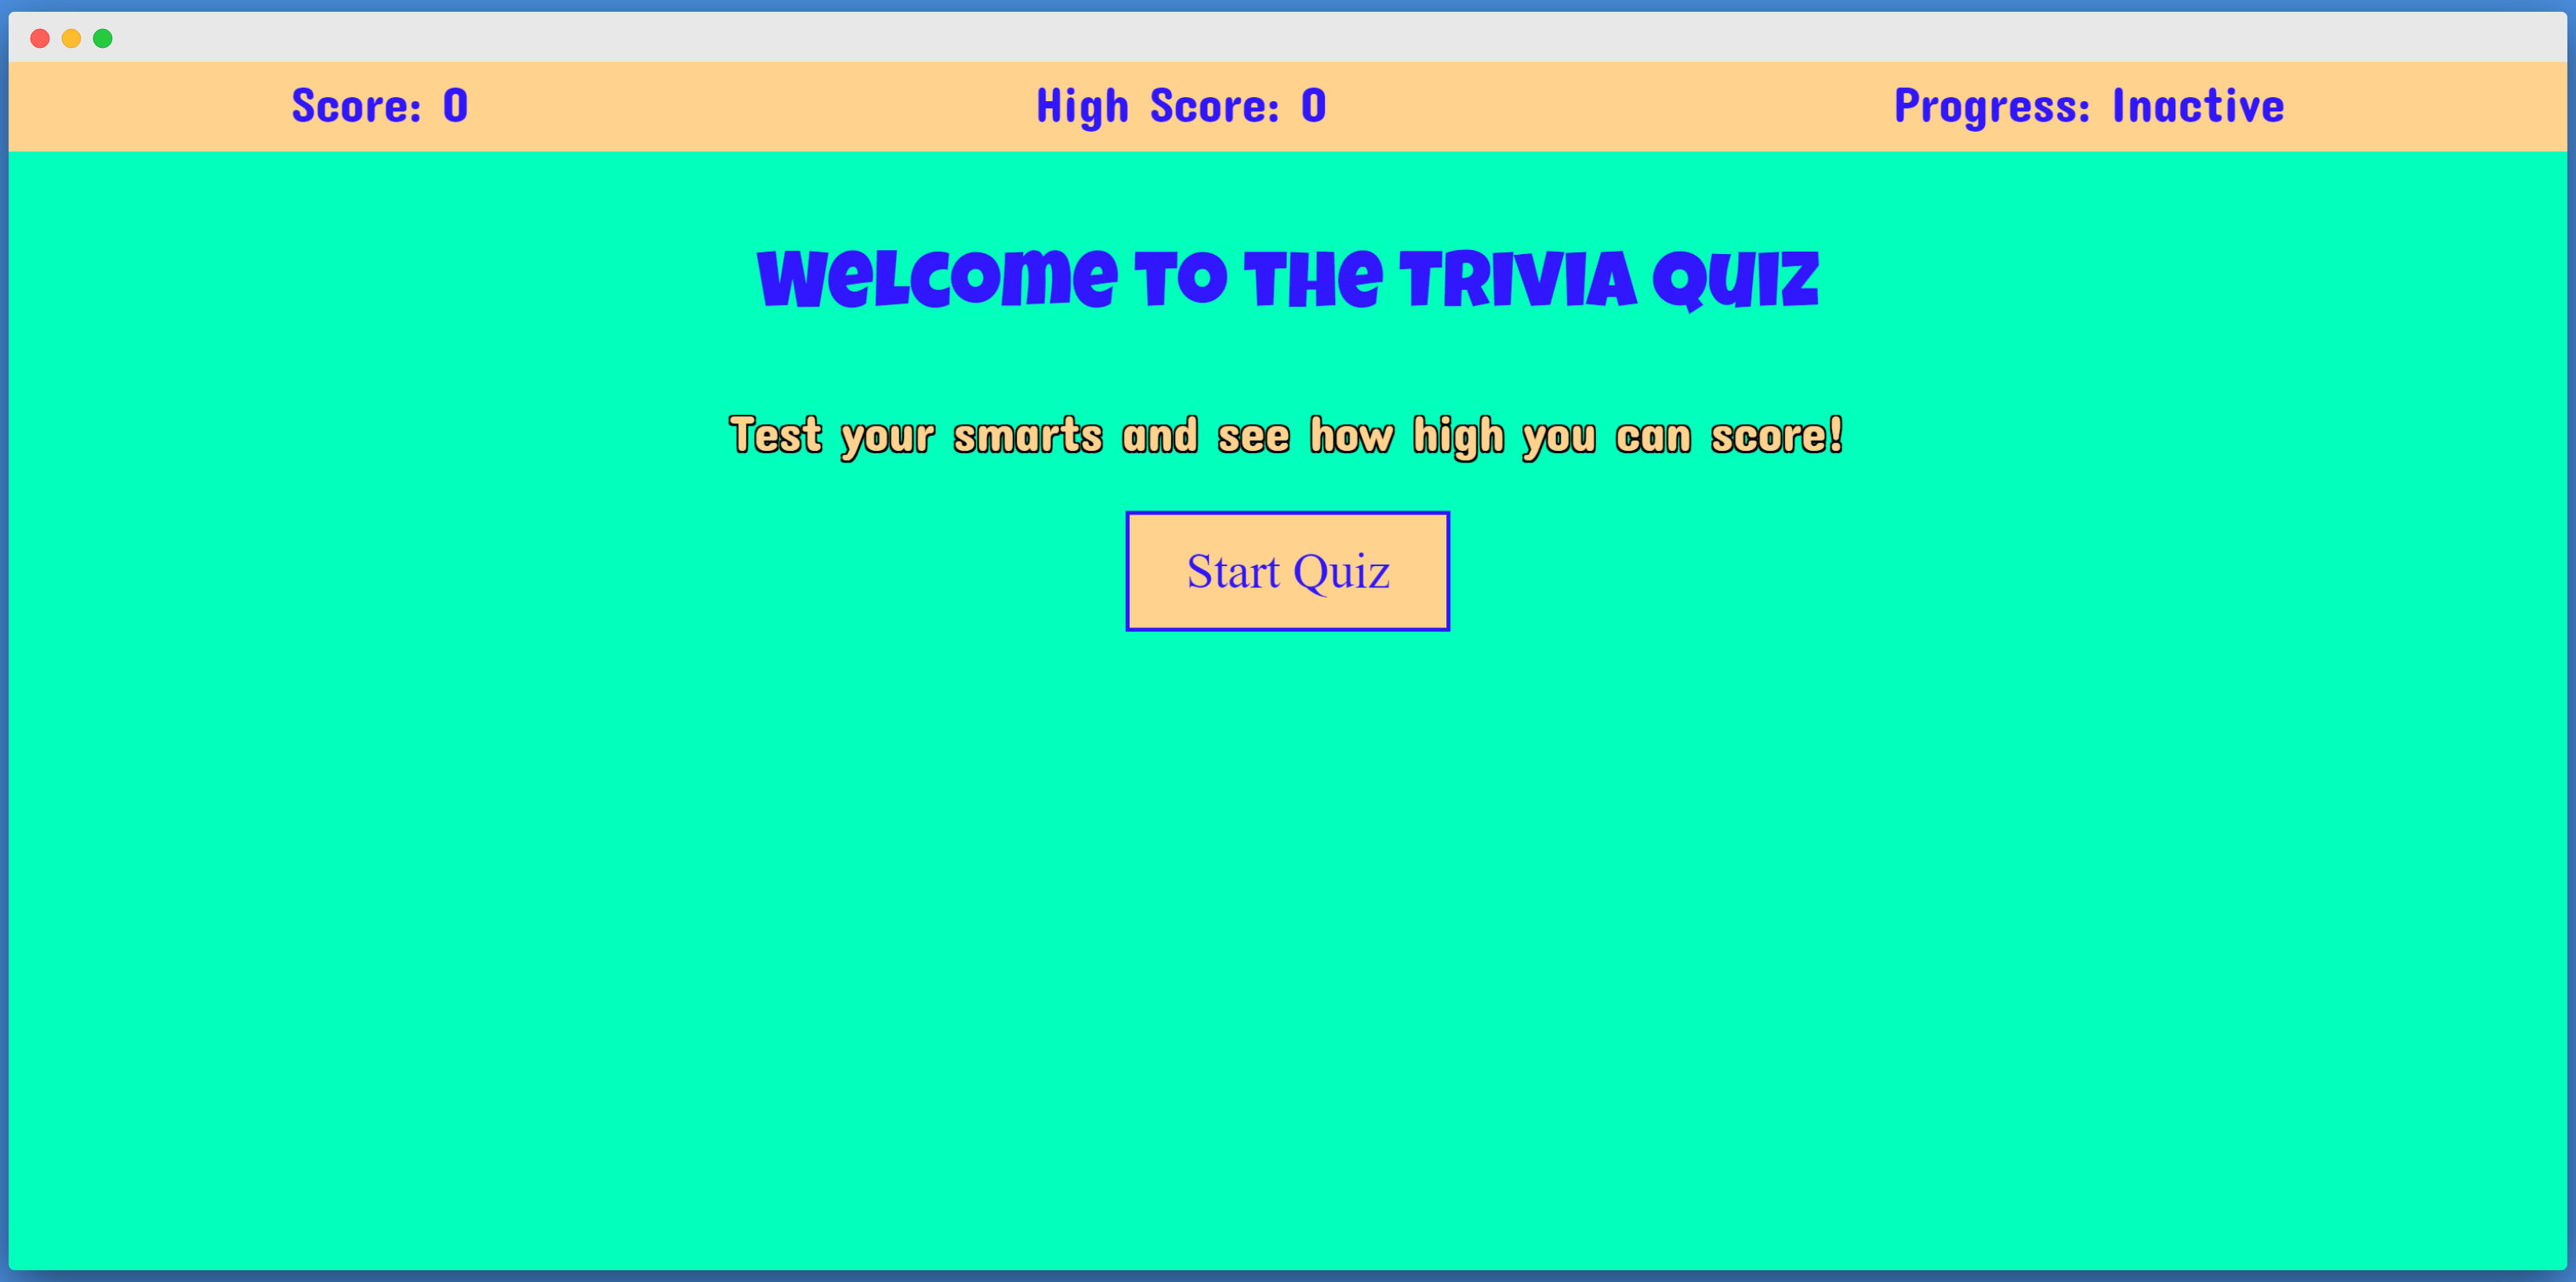 Score: 0 High Score: 0 Progress: Inactive
Welcome to the Trivia Quiz
Test your smarts and see how high you can score!
Start Quiz